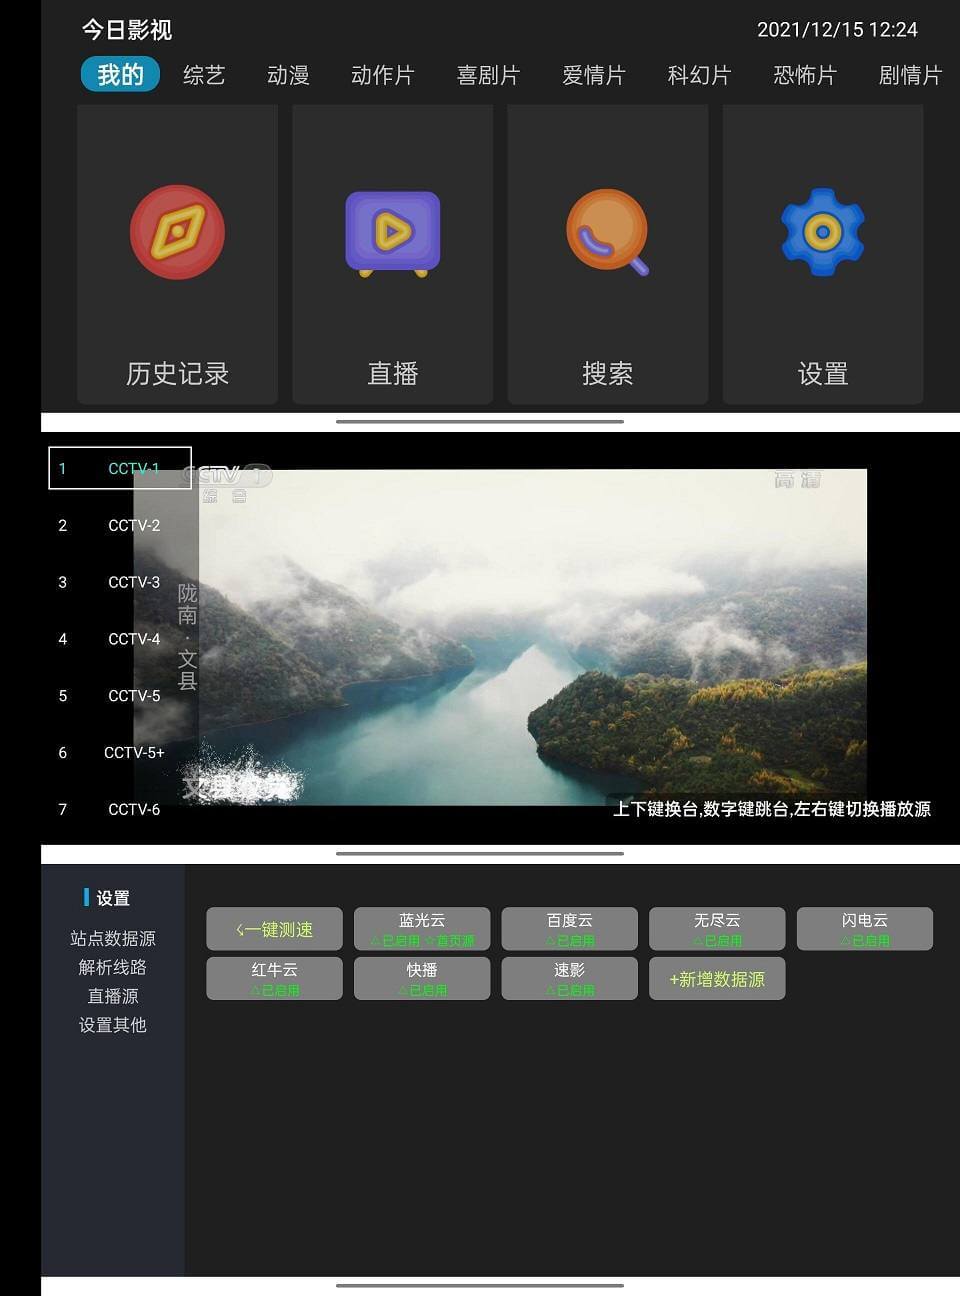 今日影视
2021/12/15 12:24
我的 综艺 动漫 动作片 喜剧片 爱情片 科幻片 恐怖片 剧情片
历史记录 直播 搜索 设置
1 CCTV-1
CCTV 1
综合
高清
2 CCTV-2
3 CCTV-3
陇南·文县
4 CCTV-4
5 CCTV-5
6 CCTV-5+
7 CCTV-6
上下键换台,数字键跳台,左右键切换播放源
设置
站点数据源
解析线路
直播源
设置其他
一键测速
蓝光云
△已启用 ☆首页源
百度云
△已启用
无尽云
△已启用
闪电云
△已启用
红牛云
△已启用
快播
△已启用
速影
△已启用
+新增数据源